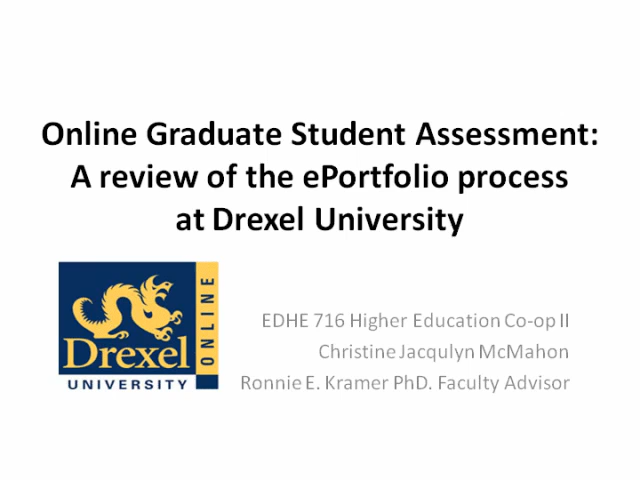 Online Graduate Student Assessment:
A review of the ePortfolio process
at Drexel University
Drexel
UNIVERSITY
ONLINE
EDHE 716 Higher Education Co-op II
Christine Jacqulyn McMahon
Ronnie E. Kramer PhD. Faculty Advisor